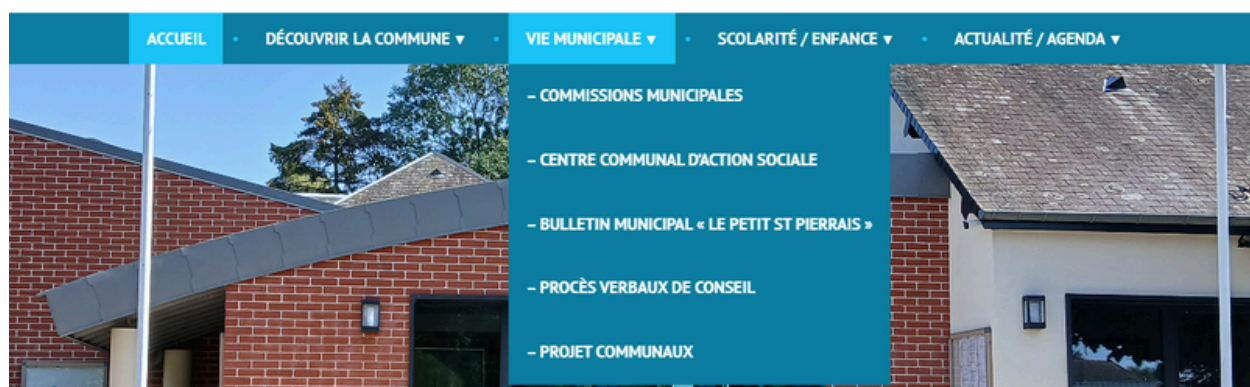 ACCUEIL • DÉCOUVRIR LA COMMUNE ▾ • VIE MUNICIPALE ▾ • SCOLARITÉ / ENFANCE ▾ • ACTUALITÉ / AGENDA ▾
– COMMISSIONS MUNICIPALES
– CENTRE COMMUNAL D'ACTION SOCIALE
– BULLETIN MUNICIPAL « LE PETIT ST PIERRAIS »
– PROCÈS VERBAUX DE CONSEIL
– PROJET COMMUNAUX